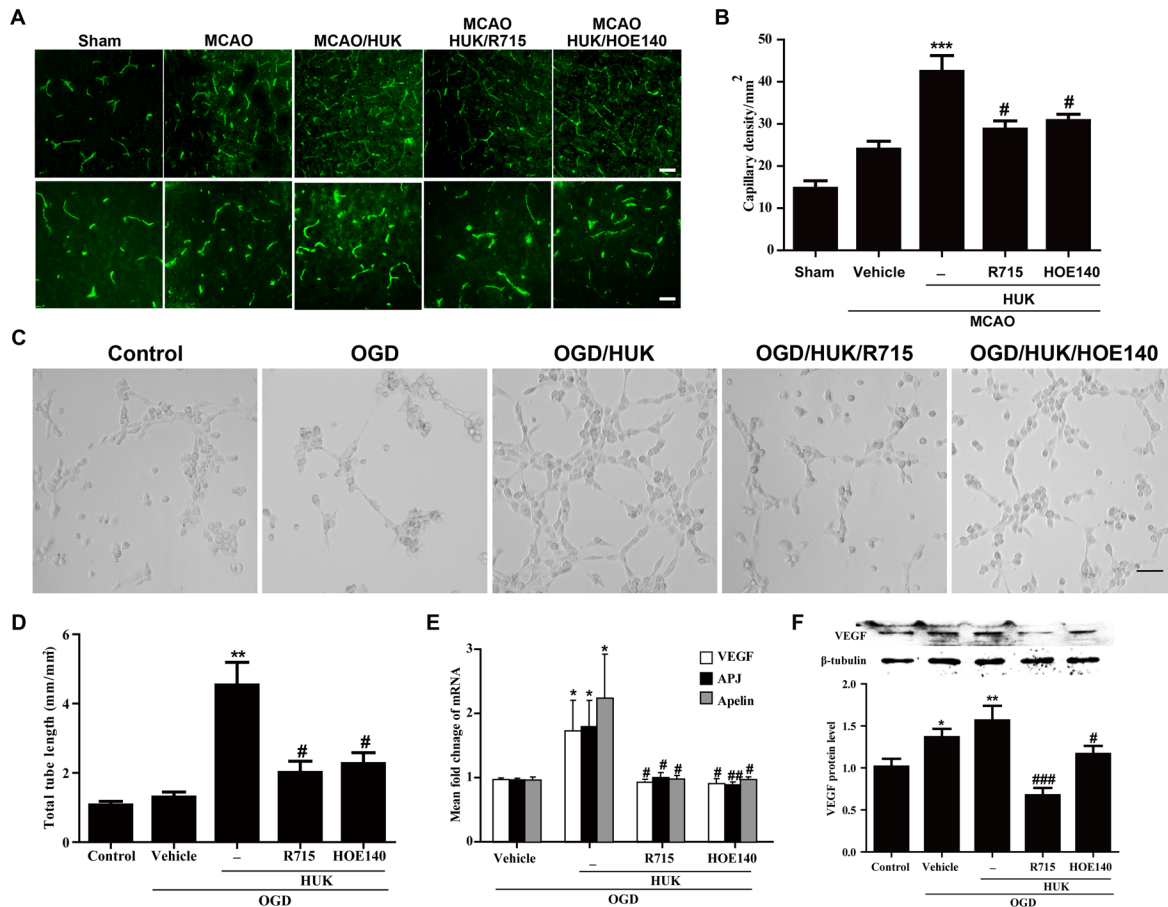 A
Sham
MCAO
MCAO/HUK
MCAO
HUK/R715
MCAO
HUK/HOE140
B
Capillary density/mm2
50
40
30
20
10
0
***
#
#
Sham
Vehicle
–
R715
HOE140
HUK
MCAO
C
Control
OGD
OGD/HUK
OGD/HUK/R715
OGD/HUK/HOE140
D
Total tube length (mm/mm2)
6
4
2
0
**
#
#
Control
Vehicle
–
R715
HOE140
HUK
OGD
E
Mean fold chnage of mRNA
3
2
1
0
* * *
# # #
# ## #
VEGF
APJ
Apelin
Vehicle
–
R715
HOE140
HUK
OGD
F
VEGF
β-tubulin
VEGF protein level
2.0
1.5
1.0
0.5
0.0
*
**
###
#
Control
Vehicle
–
R715
HOE140
HUK
OGD